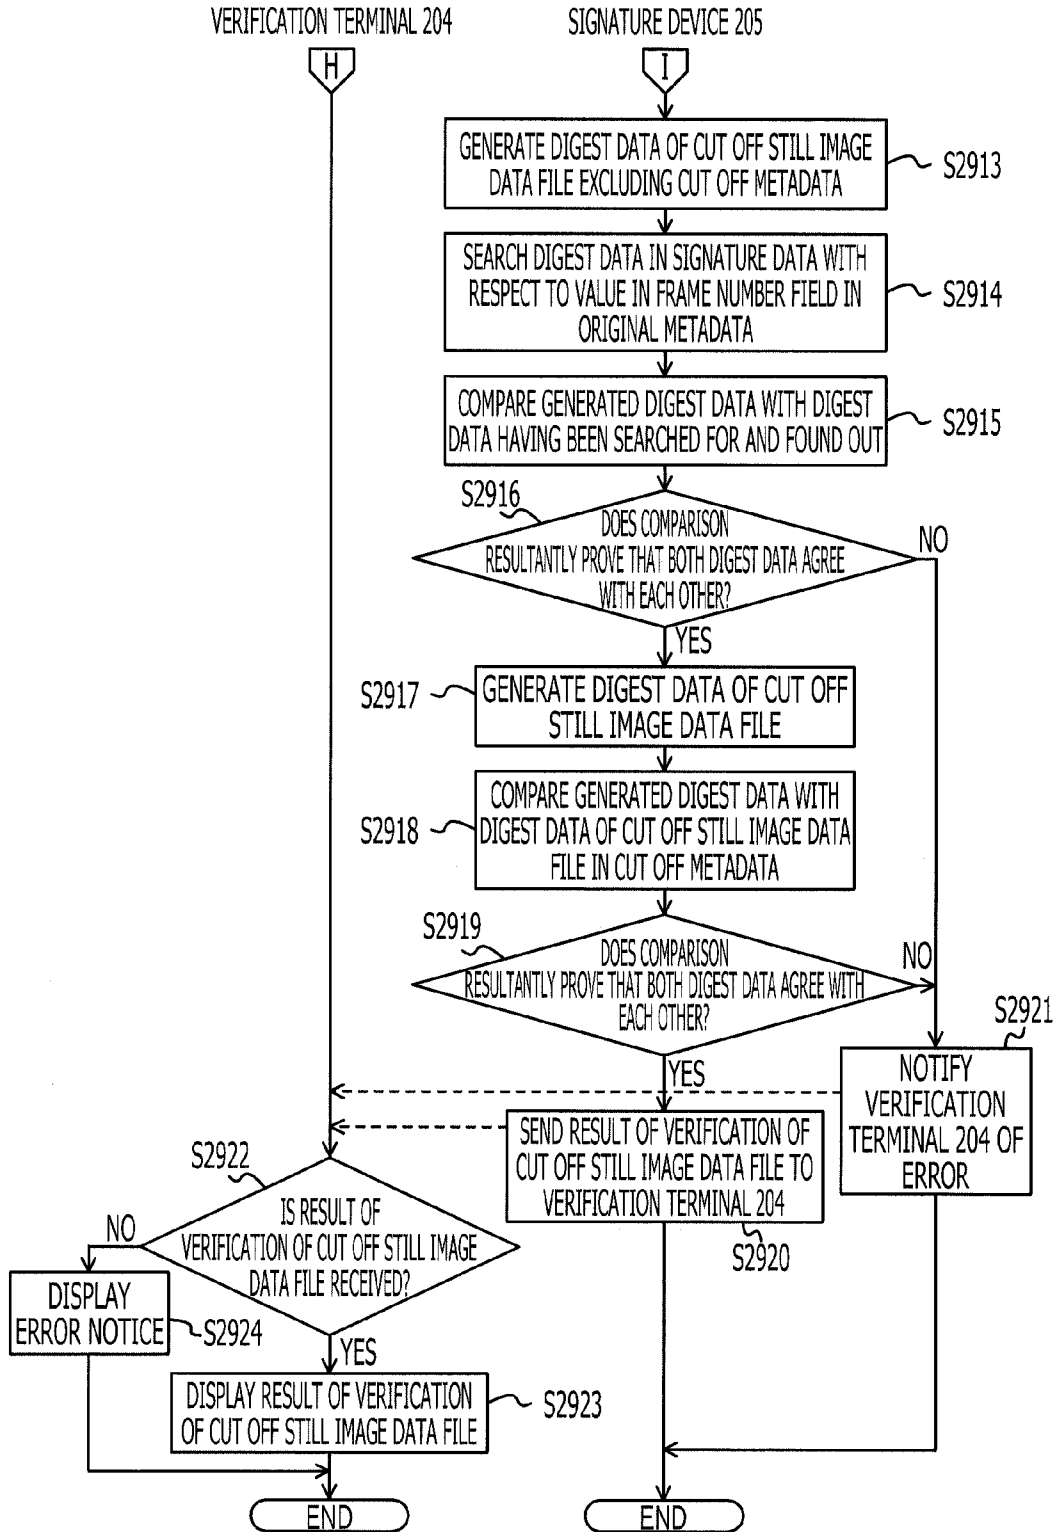 VERIFICATION TERMINAL 204
SIGNATURE DEVICE 205
H
I
GENERATE DIGEST DATA OF CUT OFF STILL IMAGE
DATA FILE EXCLUDING CUT OFF METADATA
S2913
SEARCH DIGEST DATA IN SIGNATURE DATA WITH
RESPECT TO VALUE IN FRAME NUMBER FIELD IN
ORIGINAL METADATA
S2914
COMPARE GENERATED DIGEST DATA WITH DIGEST
DATA HAVING BEEN SEARCHED FOR AND FOUND OUT
S2915
S2916
DOES COMPARISON
RESULTANTLY PROVE THAT BOTH DIGEST DATA AGREE
WITH EACH OTHER?
NO
YES
S2917
GENERATE DIGEST DATA OF CUT OFF
STILL IMAGE DATA FILE
S2918
COMPARE GENERATED DIGEST DATA WITH
DIGEST DATA OF CUT OFF STILL IMAGE DATA
FILE IN CUT OFF METADATA
S2919
DOES COMPARISON
RESULTANTLY PROVE THAT BOTH DIGEST DATA AGREE WITH
EACH OTHER?
NO
YES
S2921
NOTIFY
VERIFICATION
TERMINAL 204 OF
ERROR
SEND RESULT OF VERIFICATION OF
CUT OFF STILL IMAGE DATA FILE TO
VERIFICATION TERMINAL 204
S2920
S2922
IS RESULT OF
VERIFICATION OF CUT OFF STILL IMAGE
DATA FILE RECEIVED?
NO
YES
DISPLAY
ERROR NOTICE
S2924
DISPLAY RESULT OF VERIFICATION
OF CUT OFF STILL IMAGE DATA FILE
S2923
END
END